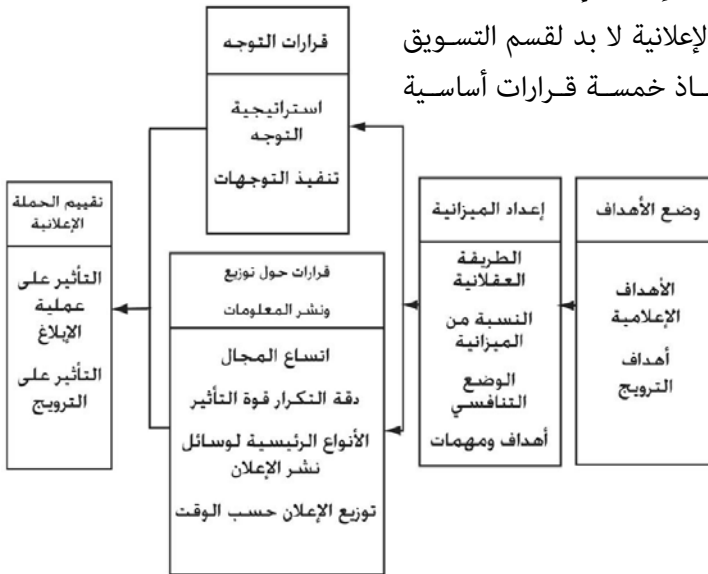 لإعلانية لا بد لقسم التسويق
ـاذ خمسة قرارات أساسية
وضع الأهداف
الأهداف
الإعلامية
أهداف
الترويج
إعداد الميزانية
الطريقة
العقلانية
النسبة من
الميزانية
الوضع
التنافسي
أهداف ومهمات
قرارات التوجه
استراتيجية
التوجه
تنفيذ التوجهات
قرارات حول توزيع
ونشر المعلومات
اتساع المجال
دقة التكرار قوة التأثير
الأنواع الرئيسية لوسائل
نشر الإعلان
توزيع الإعلان حسب الوقت
تقييم الحملة
الإعلانية
التأثير على
عملية
الإبلاغ
التأثير على
الترويج